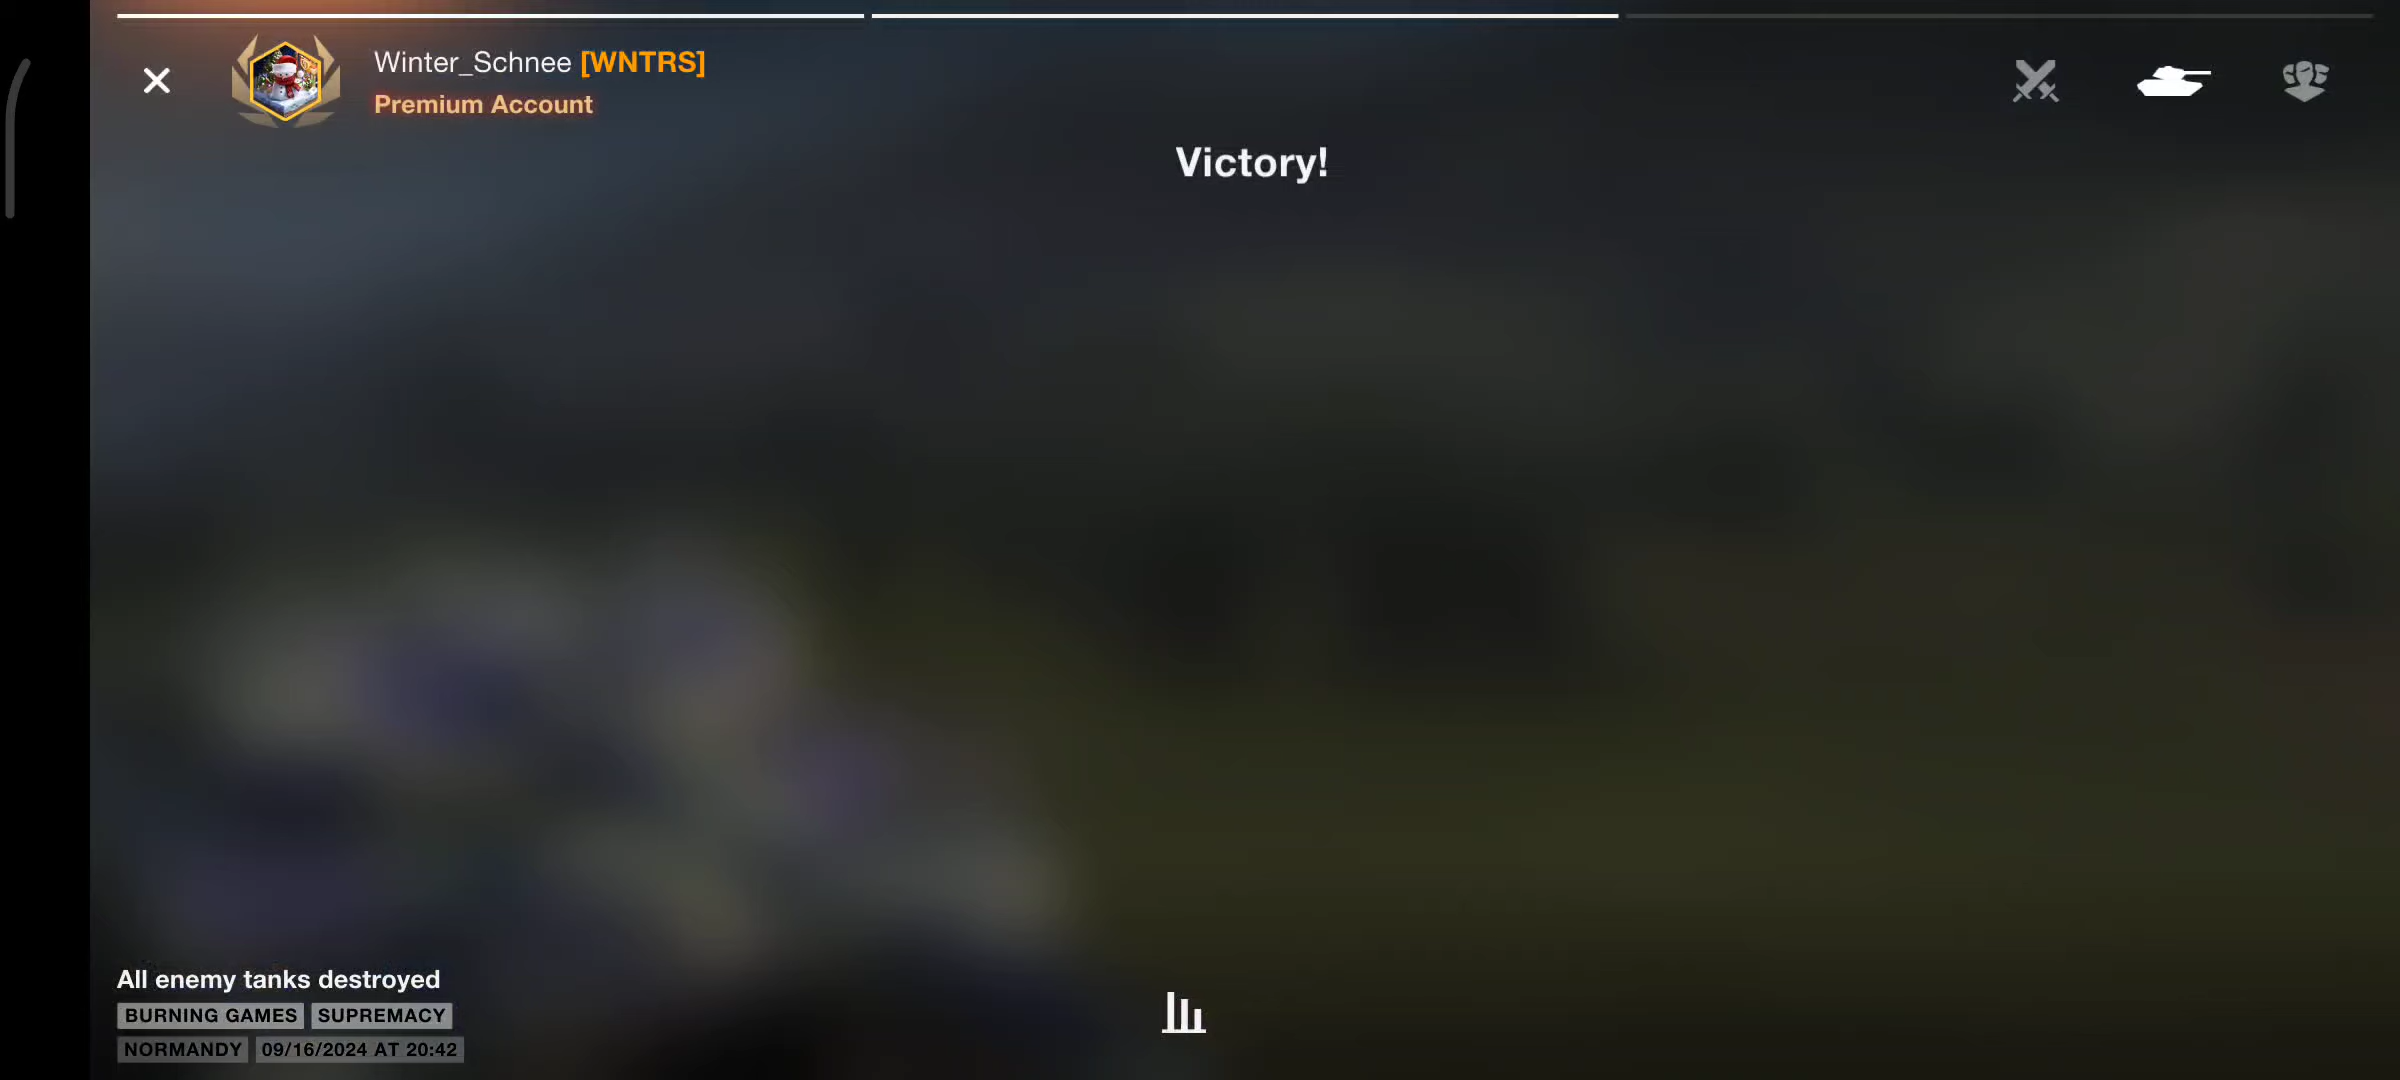 Winter_Schnee [WNTRS]
Premium Account
Victory!
All enemy tanks destroyed
BURNING GAMES SUPREMACY
NORMANDY 09/16/2024 AT 20:42